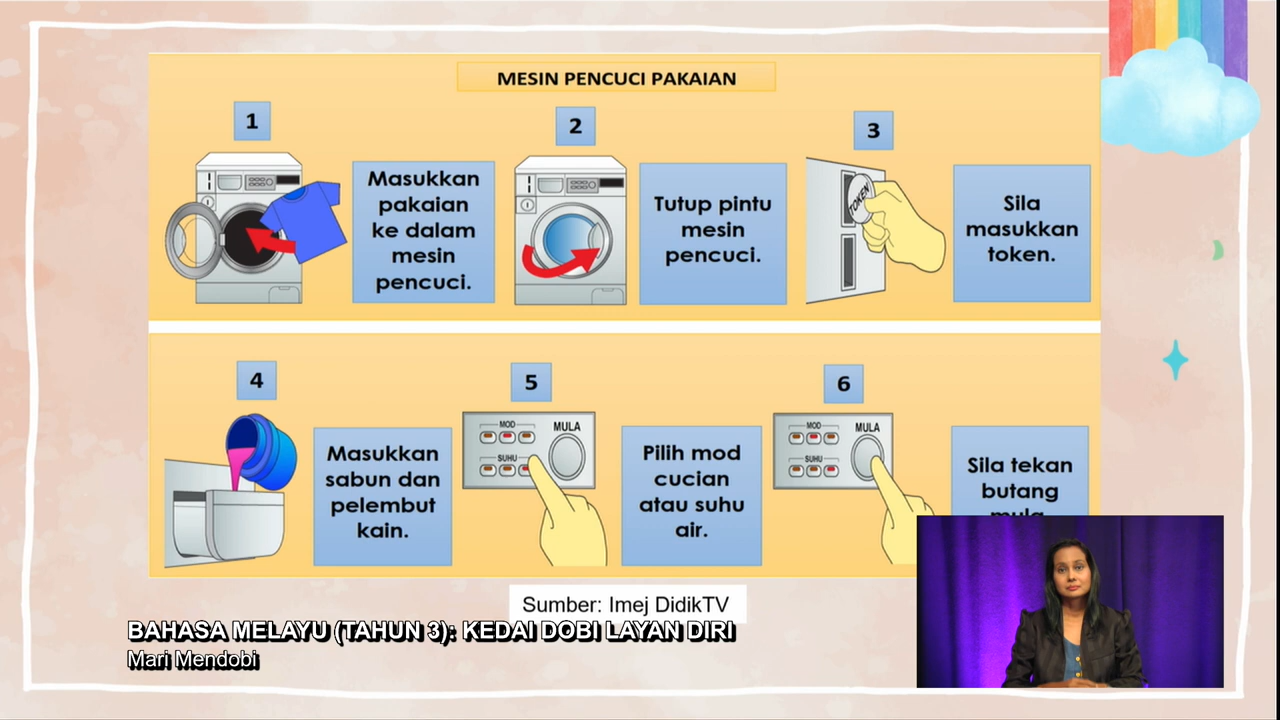 MESIN PENCUCI PAKAIAN
1
Masukkan
pakaian
ke dalam
mesin
pencuci.
2
Tutup pintu
mesin
pencuci.
3
TOKEN
Sila
masukkan
token.
4
Masukkan
sabun dan
pelembut
kain.
5
MOD
MULA
SUHU
Pilih mod
cucian
atau suhu
air.
6
MOD
MULA
SUHU
Sila tekan
butang
mula.
Sumber: Imej DidikTV
BAHASA MELAYU (TAHUN 3): KEDAI DOBI LAYAN DIRI
Mari Mendobi